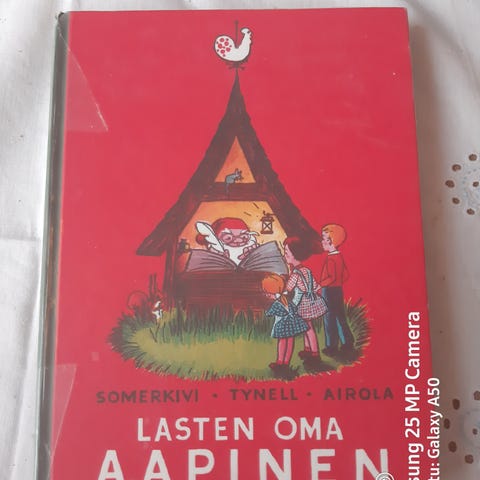 SOMERKIVI · TYNELL · AIROLA
LASTEN OMA
AAPINEN
sung 25 MP Camera
tu: Galaxy A50